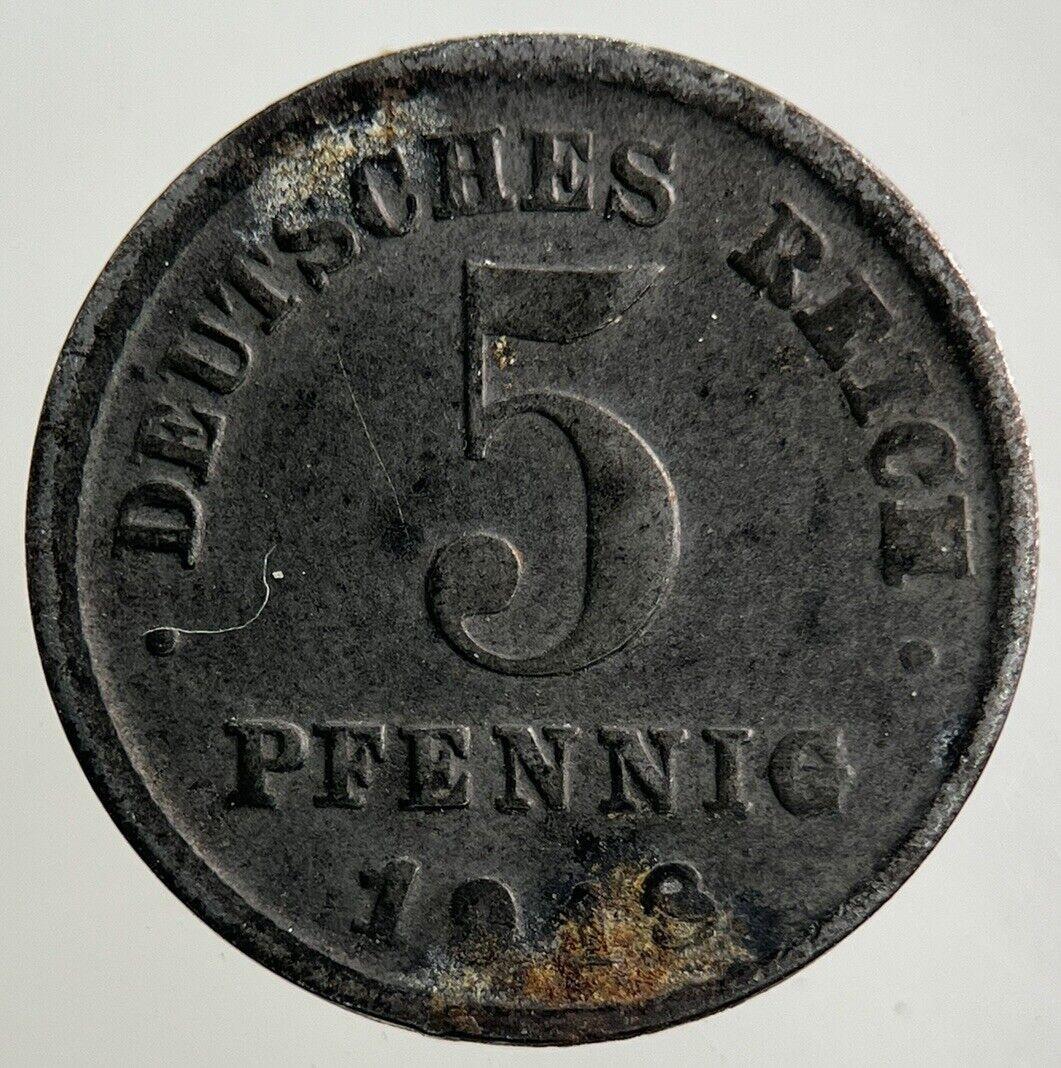 DEUTSCHES REICH
5
PFENNIG